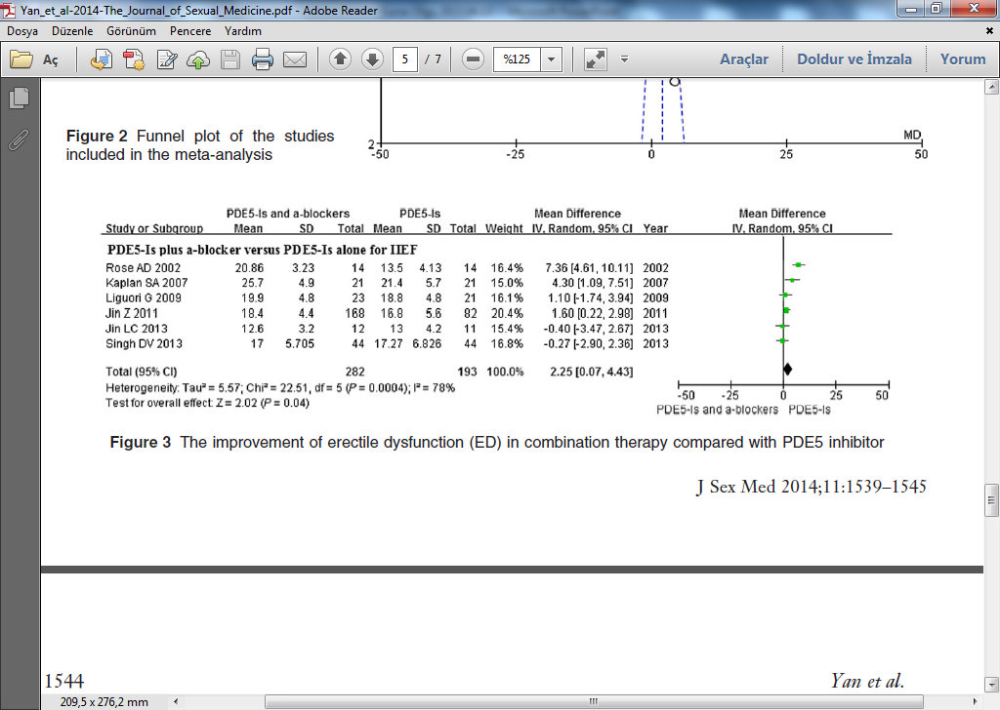 Yan_et_al-2014-The_Journal_of_Sexual_Medicine.pdf - Adobe Reader
Dosya Düzenle Görünüm Pencere Yardım
Aç 5 / 7 %125 Araçlar Doldur ve İmzala Yorum
Figure 2 Funnel plot of the studies
included in the meta-analysis
2
MD
-50 -25 0 25 50
PDE5-Is and a-blockers PDE5-Is Mean Difference Mean Difference
Study or Subgroup Mean SD Total Mean SD Total Weight IV, Random, 95% CI Year IV, Random, 95% CI
PDE5-Is plus a-blocker versus PDE5-Is alone for IIEF
Rose AD 2002 20.86 3.23 14 13.5 4.13 14 16.4% 7.36 [4.61, 10.11] 2002
Kaplan SA 2007 25.7 4.9 21 21.4 5.7 21 15.0% 4.30 [1.09, 7.51] 2007
Liguori G 2009 19.9 4.8 23 18.8 4.8 21 16.1% 1.10 [-1.74, 3.94] 2009
Jin Z 2011 18.4 4.4 168 16.8 5.6 82 20.4% 1.60 [0.22, 2.98] 2011
Jin LC 2013 12.6 3.2 12 13 4.2 11 15.4% -0.40 [-3.47, 2.67] 2013
Singh DV 2013 17 5.705 44 17.27 6.826 44 16.8% -0.27 [-2.90, 2.36] 2013
Total (95% CI) 282 193 100.0% 2.25 [0.07, 4.43]
Heterogeneity: Tau² = 5.57; Chi² = 22.51, df = 5 (P = 0.0004); I² = 78%
Test for overall effect: Z = 2.02 (P = 0.04)
-50 -25 0 25 50
PDE5-Is and a-blockers PDE5-Is
Figure 3 The improvement of erectile dysfunction (ED) in combination therapy compared with PDE5 inhibitor
J Sex Med 2014;11:1539–1545
1544 Yan et al.
209,5 x 276,2 mm